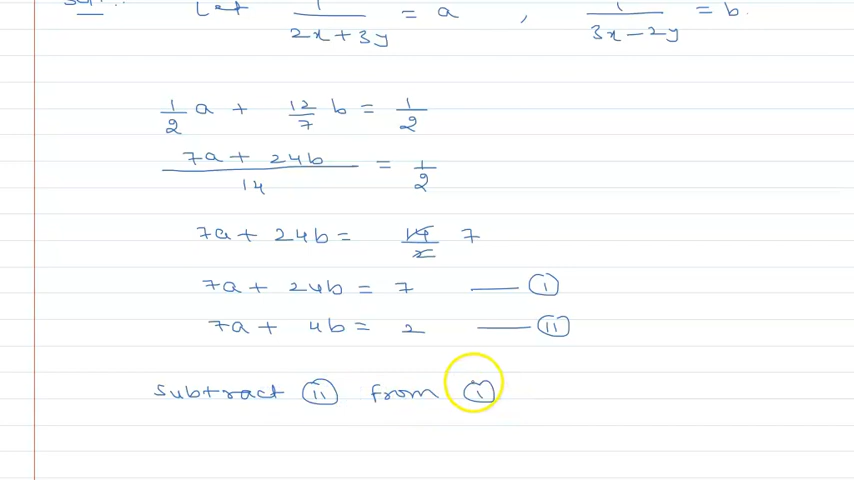 Soln:- Let 1/(2x+3y) = a , 1/(3x-2y) = b.
1/2 a + 12/7 b = 1/2
(7a + 24b)/14 = 1/2
7a + 24b = 14/2 7
7a + 24b = 7 —— (i)
7a + 4b = 2 —— (ii)
Subtract (ii) from (i)